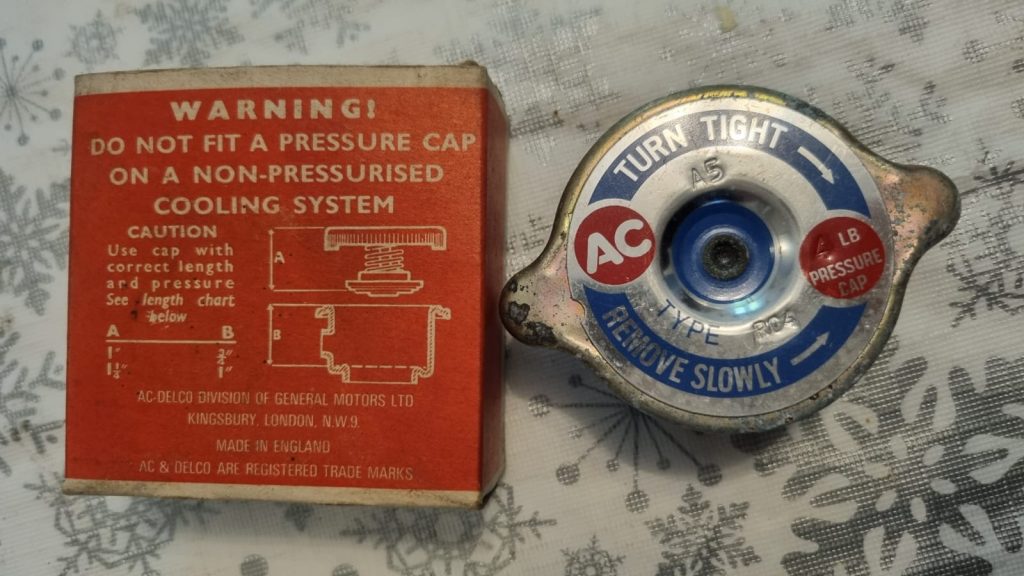 WARNING!
DO NOT FIT A PRESSURE CAP
ON A NON-PRESSURISED
COOLING SYSTEM
CAUTION
Use cap with
correct length
and pressure
See length chart
below
A B
1" ¾"
1¼" 1"
A
B
AC-DELCO DIVISION OF GENERAL MOTORS LTD
KINGSBURY, LONDON, N.W.9.
MADE IN ENGLAND
AC & DELCO ARE REGISTERED TRADE MARKS
TURN TIGHT
A5
AC
LB
PRESSURE
CAP
TYPE
REMOVE SLOWLY